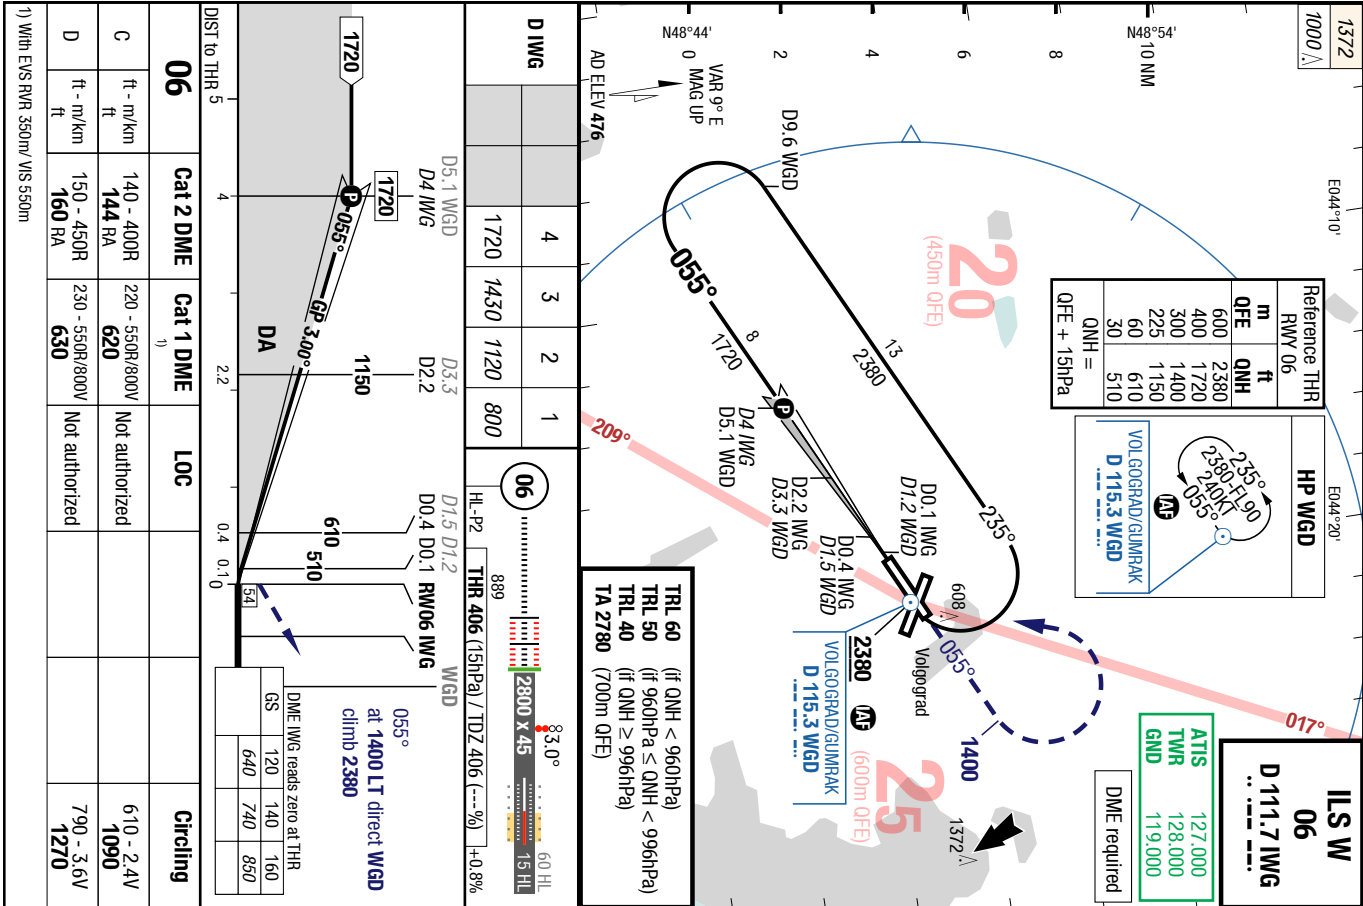 ILS W
06
D 111.7 IWG
ATIS 127.000
TWR 128.000
GND 119.000
DME required
1372
1000
Reference THR
RWY 06
m ft
QFE QNH
600 2380
400 1720
300 1400
225 1150
60 610
30 510
QNH =
QFE + 15hPa
HP WGD
235°
2380-FL90
240KT
055°
IAF
VOLGOGRAD/GUMRAK
D 115.3 WGD
E044°10'
E044°20'
N48°54'
N48°44'
10 NM
8
6
4
2
0
VAR 9° E
MAG UP
AD ELEV 476
D9.6 WGD
20
(450m QFE)
25
(600m QFE)
13
2380
235°
055°
8
1720
P
D4 IWG
D5.1 WGD
D2.2 IWG
D3.3 WGD
D0.4 IWG
D1.5 WGD
D0.1 IWG
D1.2 WGD
209°
017°
608
Volgograd
055°
1400
1372
2380
IAF
VOLGOGRAD/GUMRAK
D 115.3 WGD
TRL 60 (if QNH < 960hPa)
TRL 50 (if 960hPa ≤ QNH < 996hPa)
TRL 40 (if QNH ≥ 996hPa)
TA 2780 (700m QFE)
D IWG 4 3 2 1
1720 1430 1120 800
06
HL-P2
889
2800 x 45
3.0°
60 HL
15 HL
THR 406 (15hPa) / TDZ 406 (---%)
+0.8%
D5.1 WGD
D4 IWG
D3.3
D2.2
D1.5 D1.2
D0.4 D0.1
RW06 IWG
WGD
1720
1720
P
055°
GP 3.00°
1150
610
510
DA
54
DIST to THR 5 4 2.2 0.4 0.1 0
055°
at 1400 LT direct WGD
climb 2380
DME IWG reads zero at THR
GS 120 140 160
640 740 850
06 Cat 2 DME Cat 1 DME LOC Circling
1)
C ft - m/km 140 - 400R 220 - 550R/800V Not authorized 610 - 2.4V
ft 144 RA 620 1090
D ft - m/km 150 - 450R 230 - 550R/800V Not authorized 790 - 3.6V
ft 160 RA 630 1270
1) With EVS RVR 350m/ VIS 550m